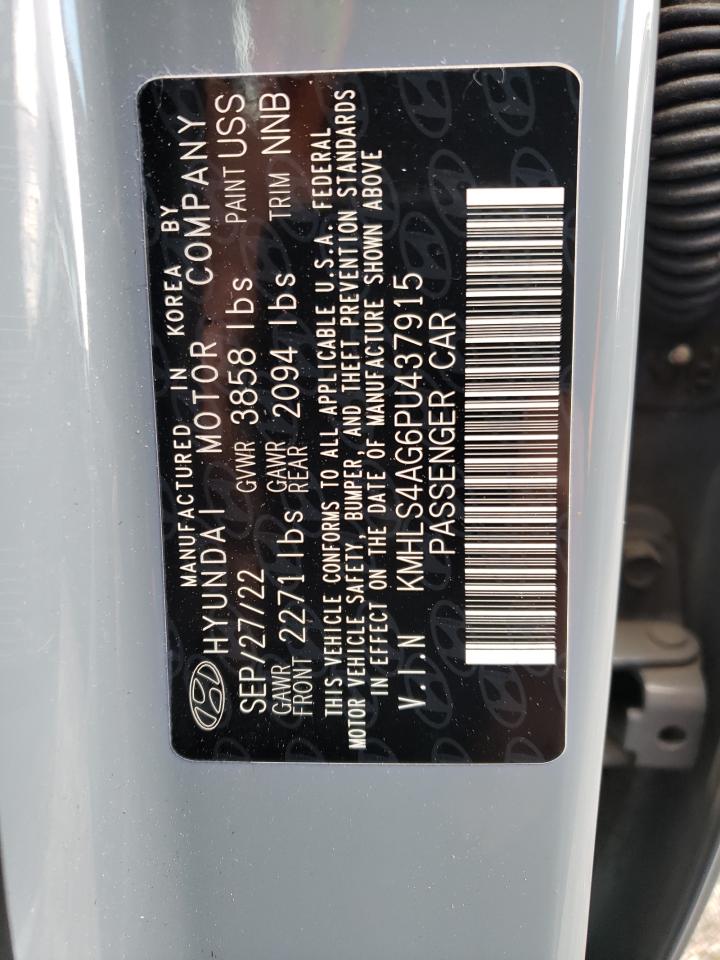 MANUFACTURED IN KOREA BY
HYUNDAI MOTOR COMPANY
SEP/27/22 GVWR 3858 lbs PAINT USS
GAWR FRONT 2271 lbs GAWR REAR 2094 lbs TRIM NNB
THIS VEHICLE CONFORMS TO ALL APPLICABLE U.S.A. FEDERAL
MOTOR VEHICLE SAFETY, BUMPER, AND THEFT PREVENTION STANDARDS
IN EFFECT ON THE DATE OF MANUFACTURE SHOWN ABOVE
V.I.N KMHLS4AG6PU437915
PASSENGER CAR